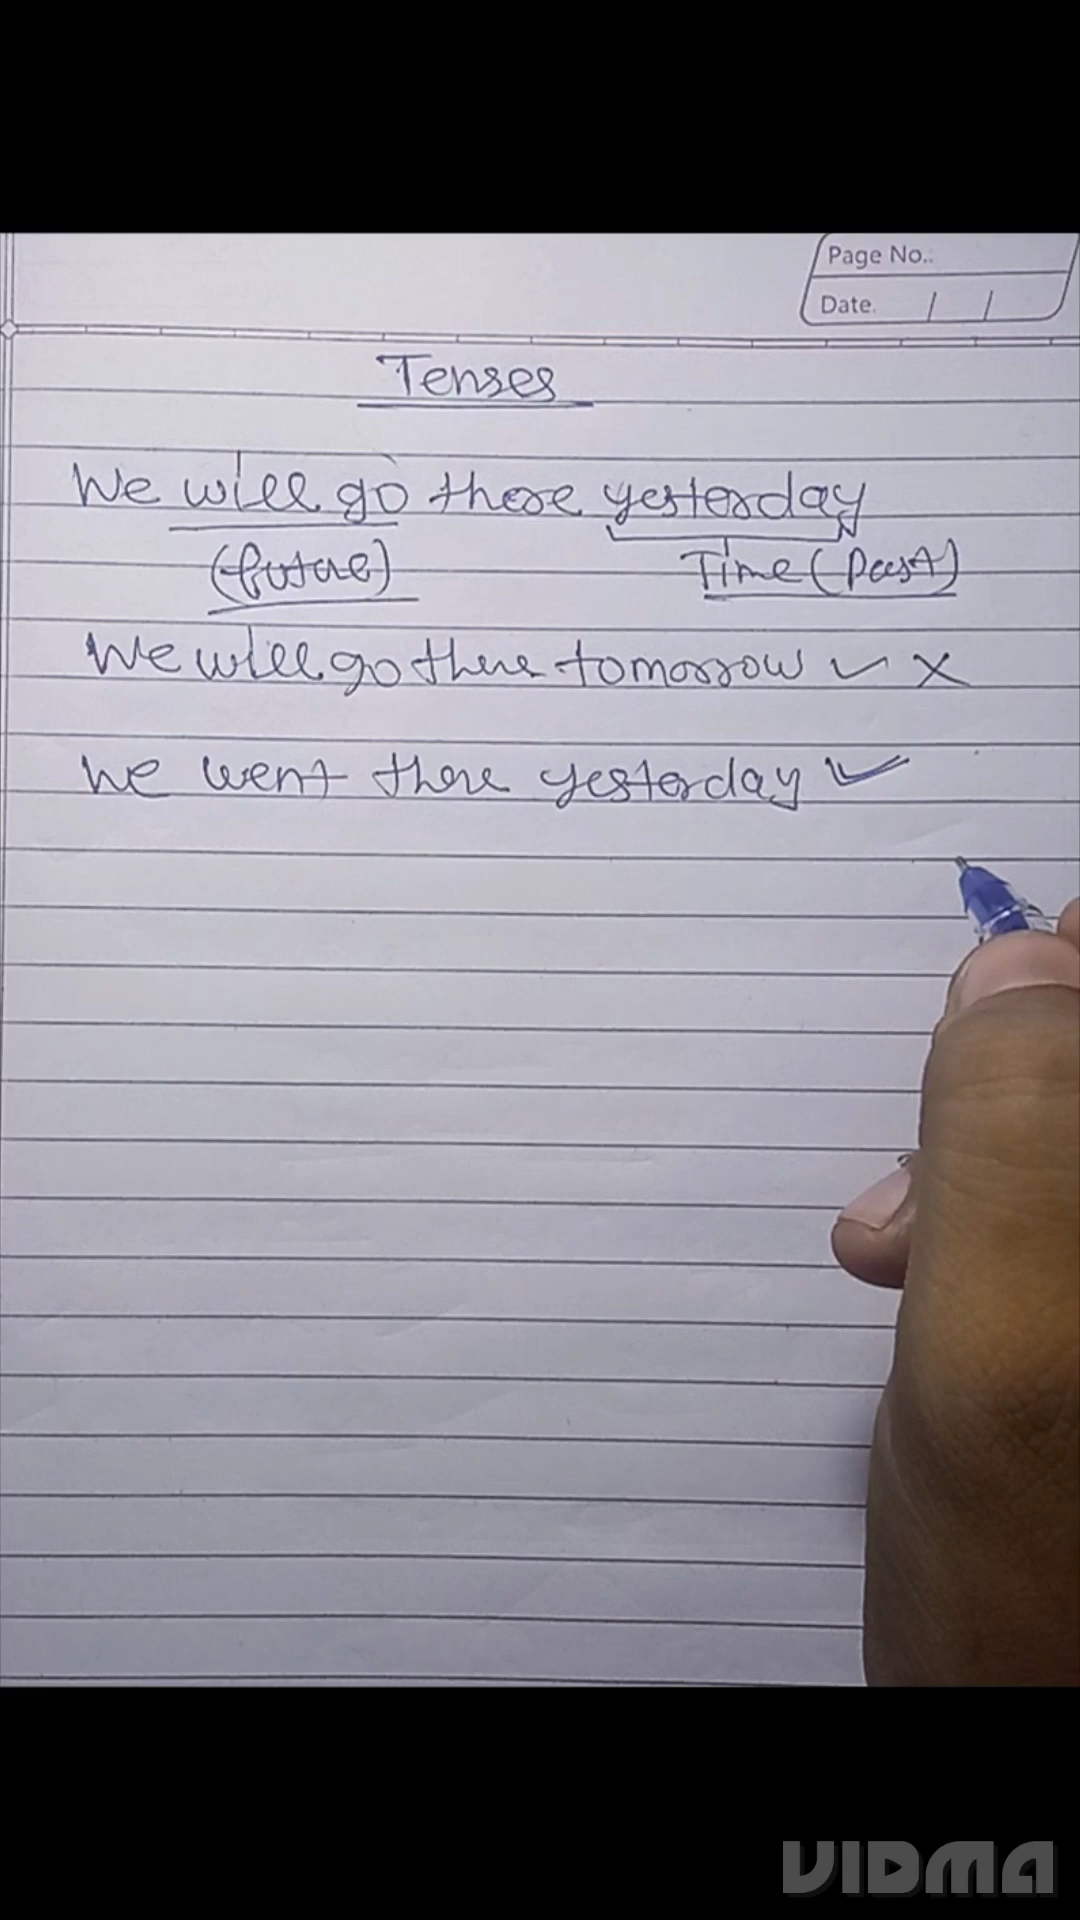 Page No.:
Date. / /
Tenses
We will go there yesterday
(future) Time (Past)
We will go there tomorrow ✓ ✗
We went there yesterday ✓
VIDMA